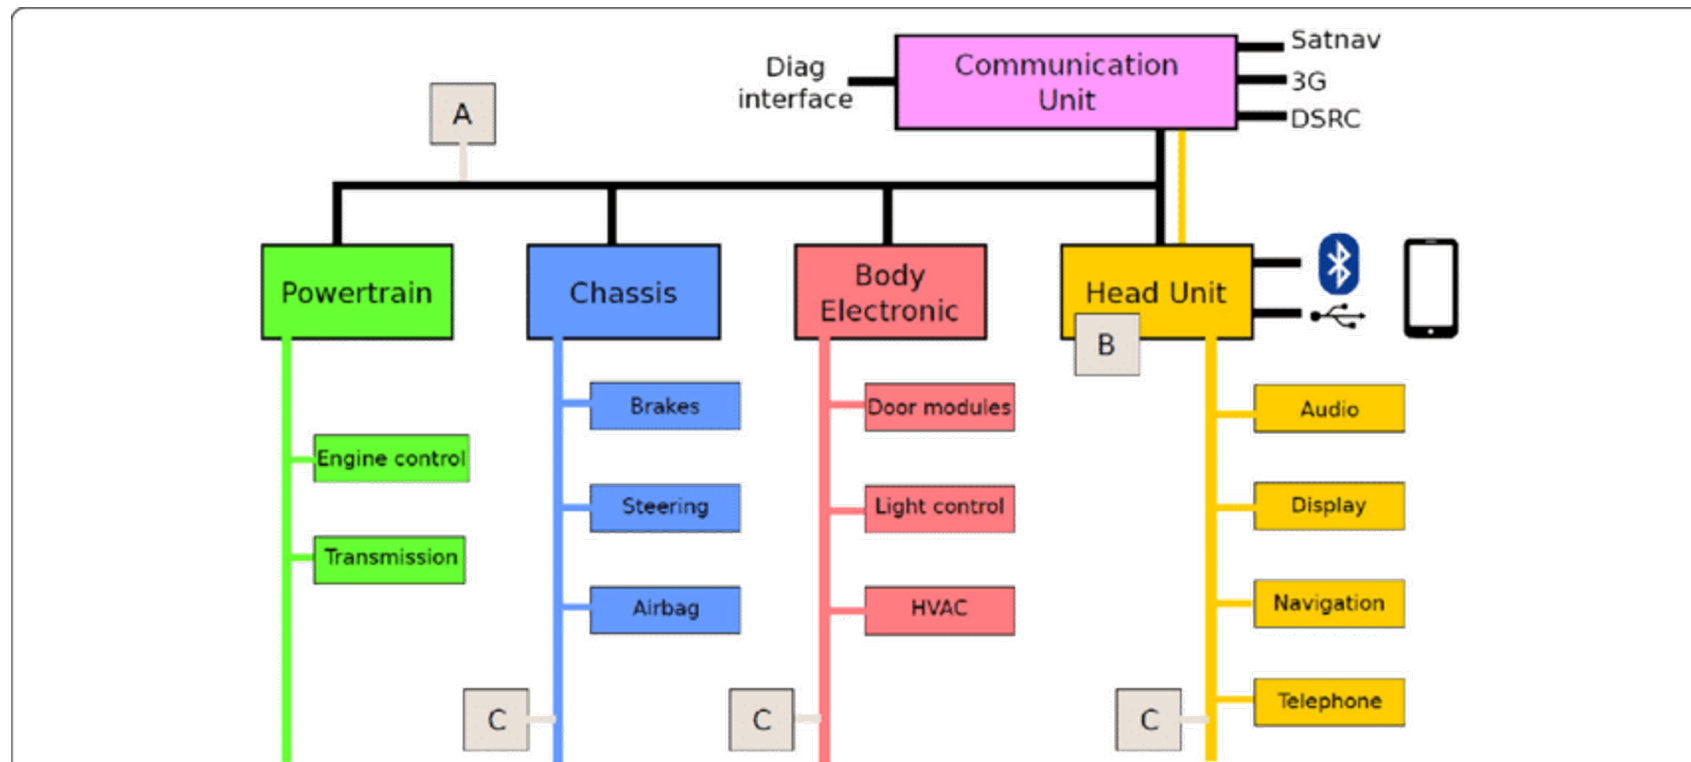 Communication
Unit
Diag
interface
Satnav
3G
DSRC
A
Powertrain
Chassis
Body
Electronic
Head Unit
B
Engine control
Transmission
Brakes
Steering
Airbag
Door modules
Light control
HVAC
Audio
Display
Navigation
Telephone
C
C
C